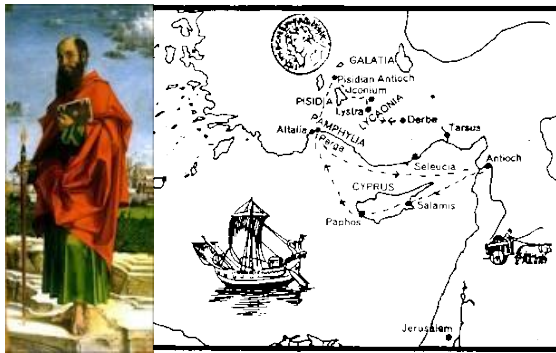 GALATIA
Pisidian Antioch
PISIDIA
Iconium
Lystra
LYCAONIA
Derbe
Tarsus
PAMPHYLIA
Attalia
Perga
Seleucia
Antioch
CYPRUS
Paphos
Salamis
Jerusalem